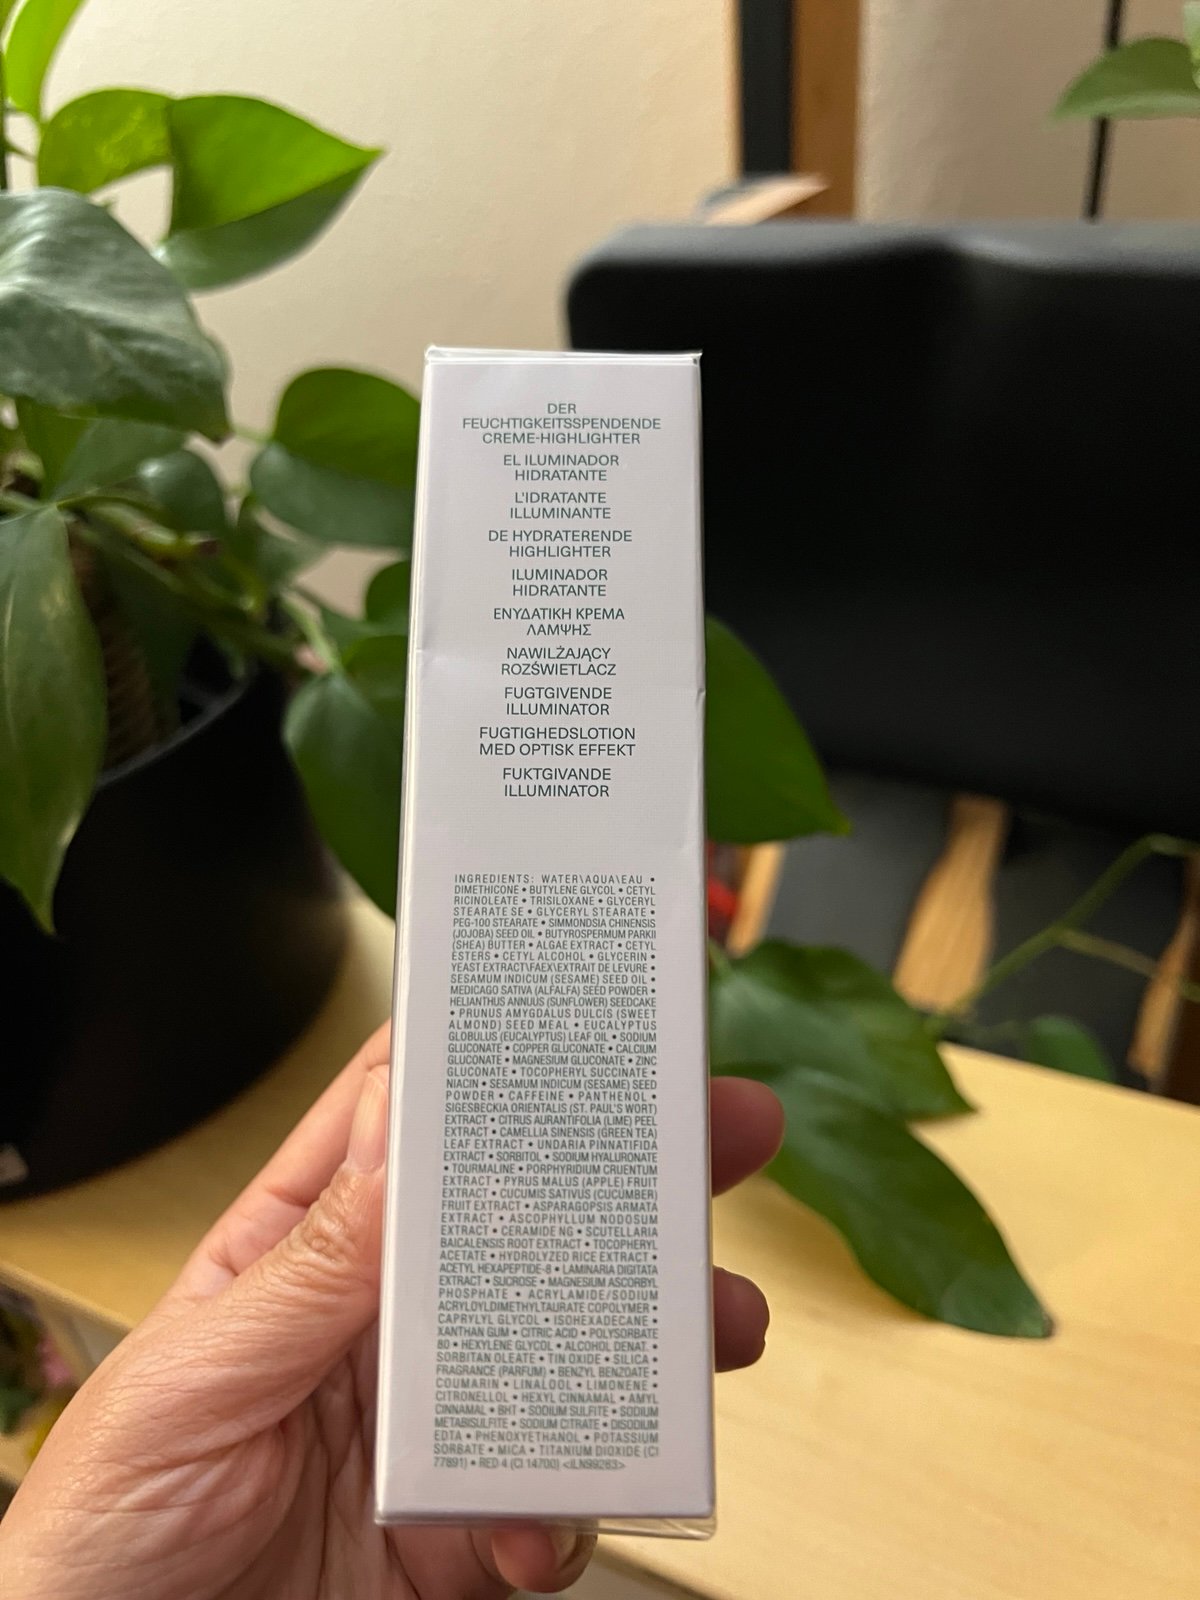 DER
FEUCHTIGKEITSSPENDENDE
CREME-HIGHLIGHTER
EL ILUMINADOR
HIDRATANTE
L'IDRATANTE
ILLUMINANTE
DE HYDRATERENDE
HIGHLIGHTER
ILUMINADOR
HIDRATANTE
ΕΝΥΔΑΤΙΚΗ ΚΡΕΜΑ
ΛΑΜΨΗΣ
NAWILŻAJĄCY
ROZŚWIETLACZ
FUGTGIVENDE
ILLUMINATOR
FUGTIGHEDSLOTION
MED OPTISK EFFEKT
FUKTGIVANDE
ILLUMINATOR
INGREDIENTS: WATER\AQUA\EAU •
DIMETHICONE • BUTYLENE GLYCOL • CETYL
RICINOLEATE • TRISILOXANE • GLYCERYL
STEARATE SE • GLYCERYL STEARATE •
PEG-100 STEARATE • SIMMONDSIA CHINENSIS
(JOJOBA) SEED OIL • BUTYROSPERMUM PARKII
(SHEA) BUTTER • ALGAE EXTRACT • CETYL
ESTERS • CETYL ALCOHOL • GLYCERIN •
YEAST EXTRACT\FAEX\EXTRAIT DE LEVURE •
SESAMUM INDICUM (SESAME) SEED OIL •
MEDICAGO SATIVA (ALFALFA) SEED POWDER •
HELIANTHUS ANNUUS (SUNFLOWER) SEEDCAKE
• PRUNUS AMYGDALUS DULCIS (SWEET
ALMOND) SEED MEAL • EUCALYPTUS
GLOBULUS (EUCALYPTUS) LEAF OIL • SODIUM
GLUCONATE • COPPER GLUCONATE • CALCIUM
GLUCONATE • MAGNESIUM GLUCONATE • ZINC
GLUCONATE • TOCOPHERYL SUCCINATE •
NIACIN • SESAMUM INDICUM (SESAME) SEED
POWDER • CAFFEINE • PANTHENOL •
SIGESBECKIA ORIENTALIS (ST. PAUL'S WORT)
EXTRACT • CITRUS AURANTIFOLIA (LIME) PEEL
EXTRACT • CAMELLIA SINENSIS (GREEN TEA)
LEAF EXTRACT • UNDARIA PINNATIFIDA
EXTRACT • SORBITOL • SODIUM HYALURONATE
• TOURMALINE • PORPHYRIDIUM CRUENTUM
EXTRACT • PYRUS MALUS (APPLE) FRUIT
EXTRACT • CUCUMIS SATIVUS (CUCUMBER)
FRUIT EXTRACT • ASPARAGOPSIS ARMATA
EXTRACT • ASCOPHYLLUM NODOSUM
EXTRACT • CERAMIDE NG • SCUTELLARIA
BAICALENSIS ROOT EXTRACT • TOCOPHERYL
ACETATE • HYDROLYZED RICE EXTRACT •
ACETYL HEXAPEPTIDE-8 • LAMINARIA DIGITATA
EXTRACT • SUCROSE • MAGNESIUM ASCORBYL
PHOSPHATE • ACRYLAMIDE/SODIUM
ACRYLOYLDIMETHYLTAURATE COPOLYMER •
CAPRYLYL GLYCOL • ISOHEXADECANE •
XANTHAN GUM • CITRIC ACID • POLYSORBATE
80 • HEXYLENE GLYCOL • ALCOHOL DENAT. •
SORBITAN OLEATE • TIN OXIDE • SILICA •
FRAGRANCE (PARFUM) • BENZYL BENZOATE •
COUMARIN • LINALOOL • LIMONENE •
CITRONELLOL • HEXYL CINNAMAL • AMYL
CINNAMAL • BHT • SODIUM SULFITE • SODIUM
METABISULFITE • SODIUM CITRATE • DISODIUM
EDTA • PHENOXYETHANOL • POTASSIUM
SORBATE • MICA • TITANIUM DIOXIDE (CI
77891) • RED 4 (CI 14700) <ILN99283>